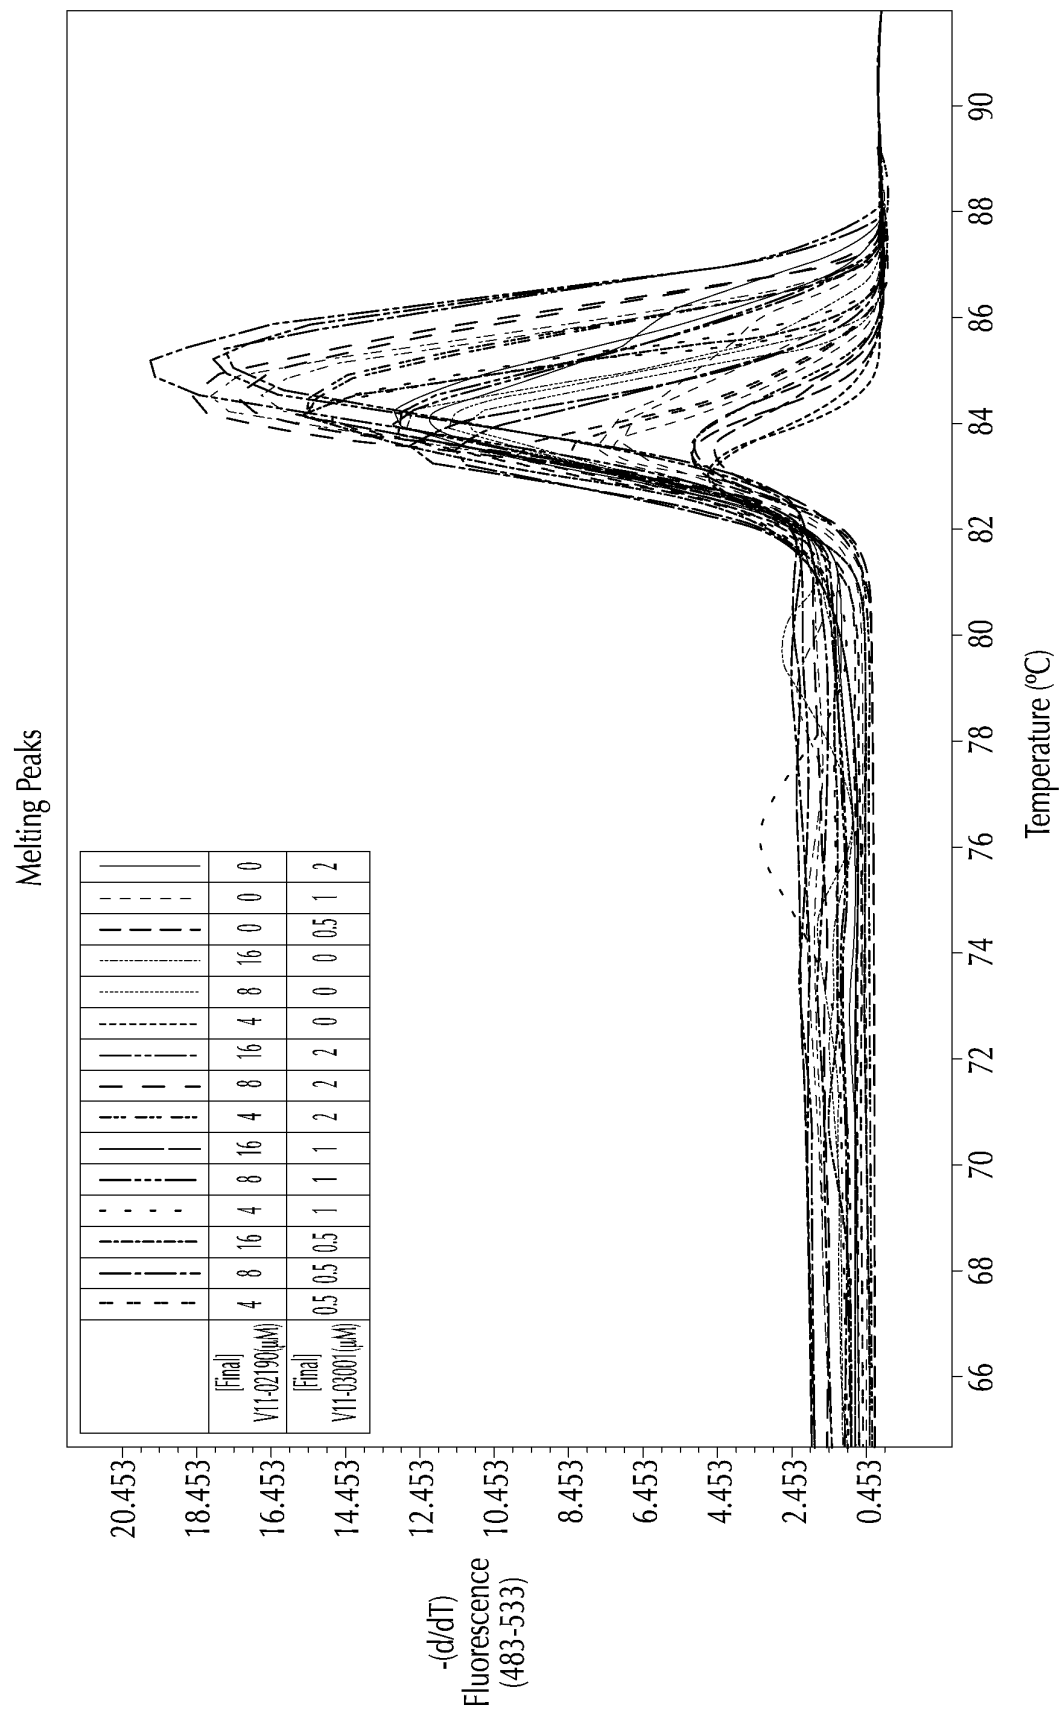 Melting Peaks
[Final]
V11-02190(µM)
4 8 16 4 8 16 4 8 16 4 8 16 0 0 0
[Final]
V11-03001(µM)
0.5 0.5 0.5 1 1 1 2 2 2 0 0 0 0.5 1 2
20.453
18.453
16.453
14.453
12.453
10.453
8.453
6.453
4.453
2.453
0.453
-(d/dT)
Fluorescence
(483-533)
66 68 70 72 74 76 78 80 82 84 86 88 90
Temperature (ºC)